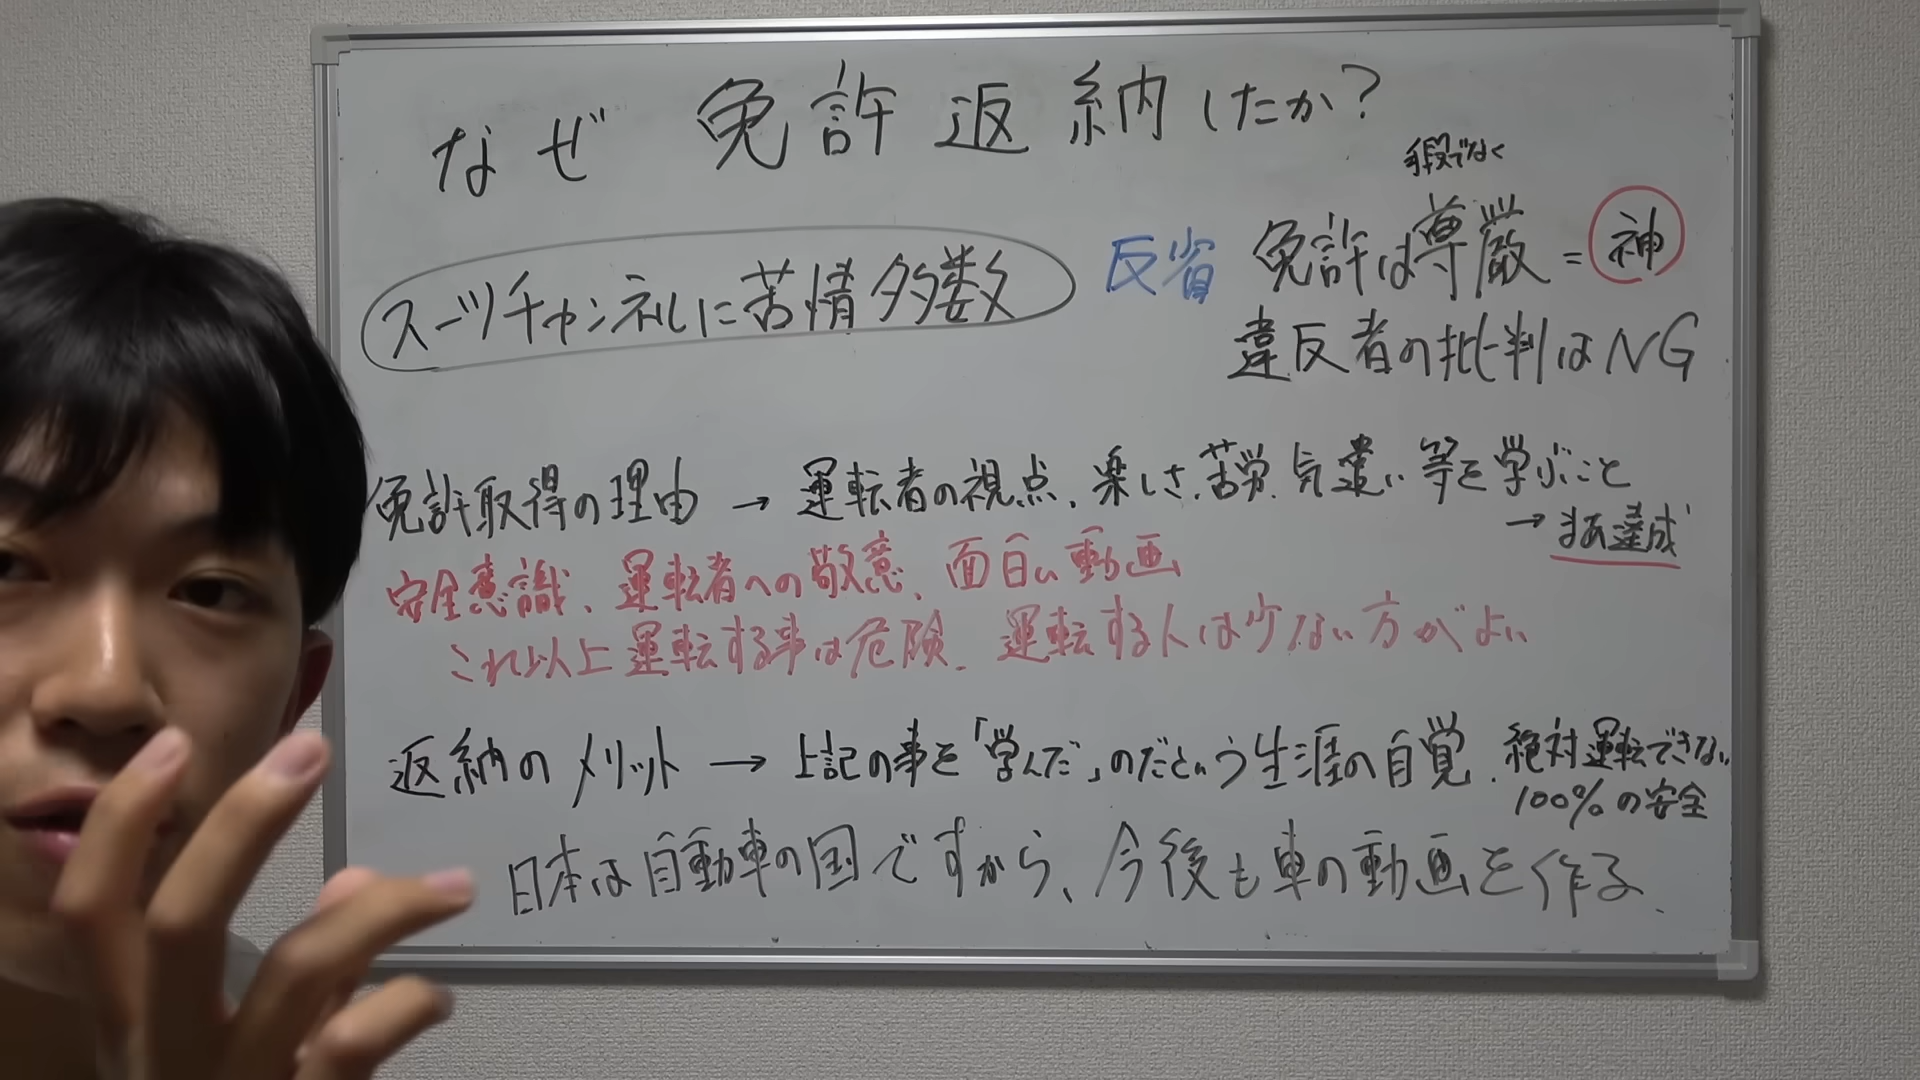 なぜ 免許返納したか?
手段でなく
スーツチャンネルに苦情多数
反省 免許は尊厳=神
違反者の批判はNG
免許取得の理由 → 運転者の視点、楽しさ、苦労、気遣い等を学ぶこと
→まあ達成
安全意識、運転者への敬意、面白い動画
これ以上運転する事は危険、運転する人は少ない方がよい
返納のメリット → 上記の事を「学んだ」のだという生涯の自覚、絶対運転できない
100%の安全
日本は自動車の国ですから、今後も車の動画を作る、